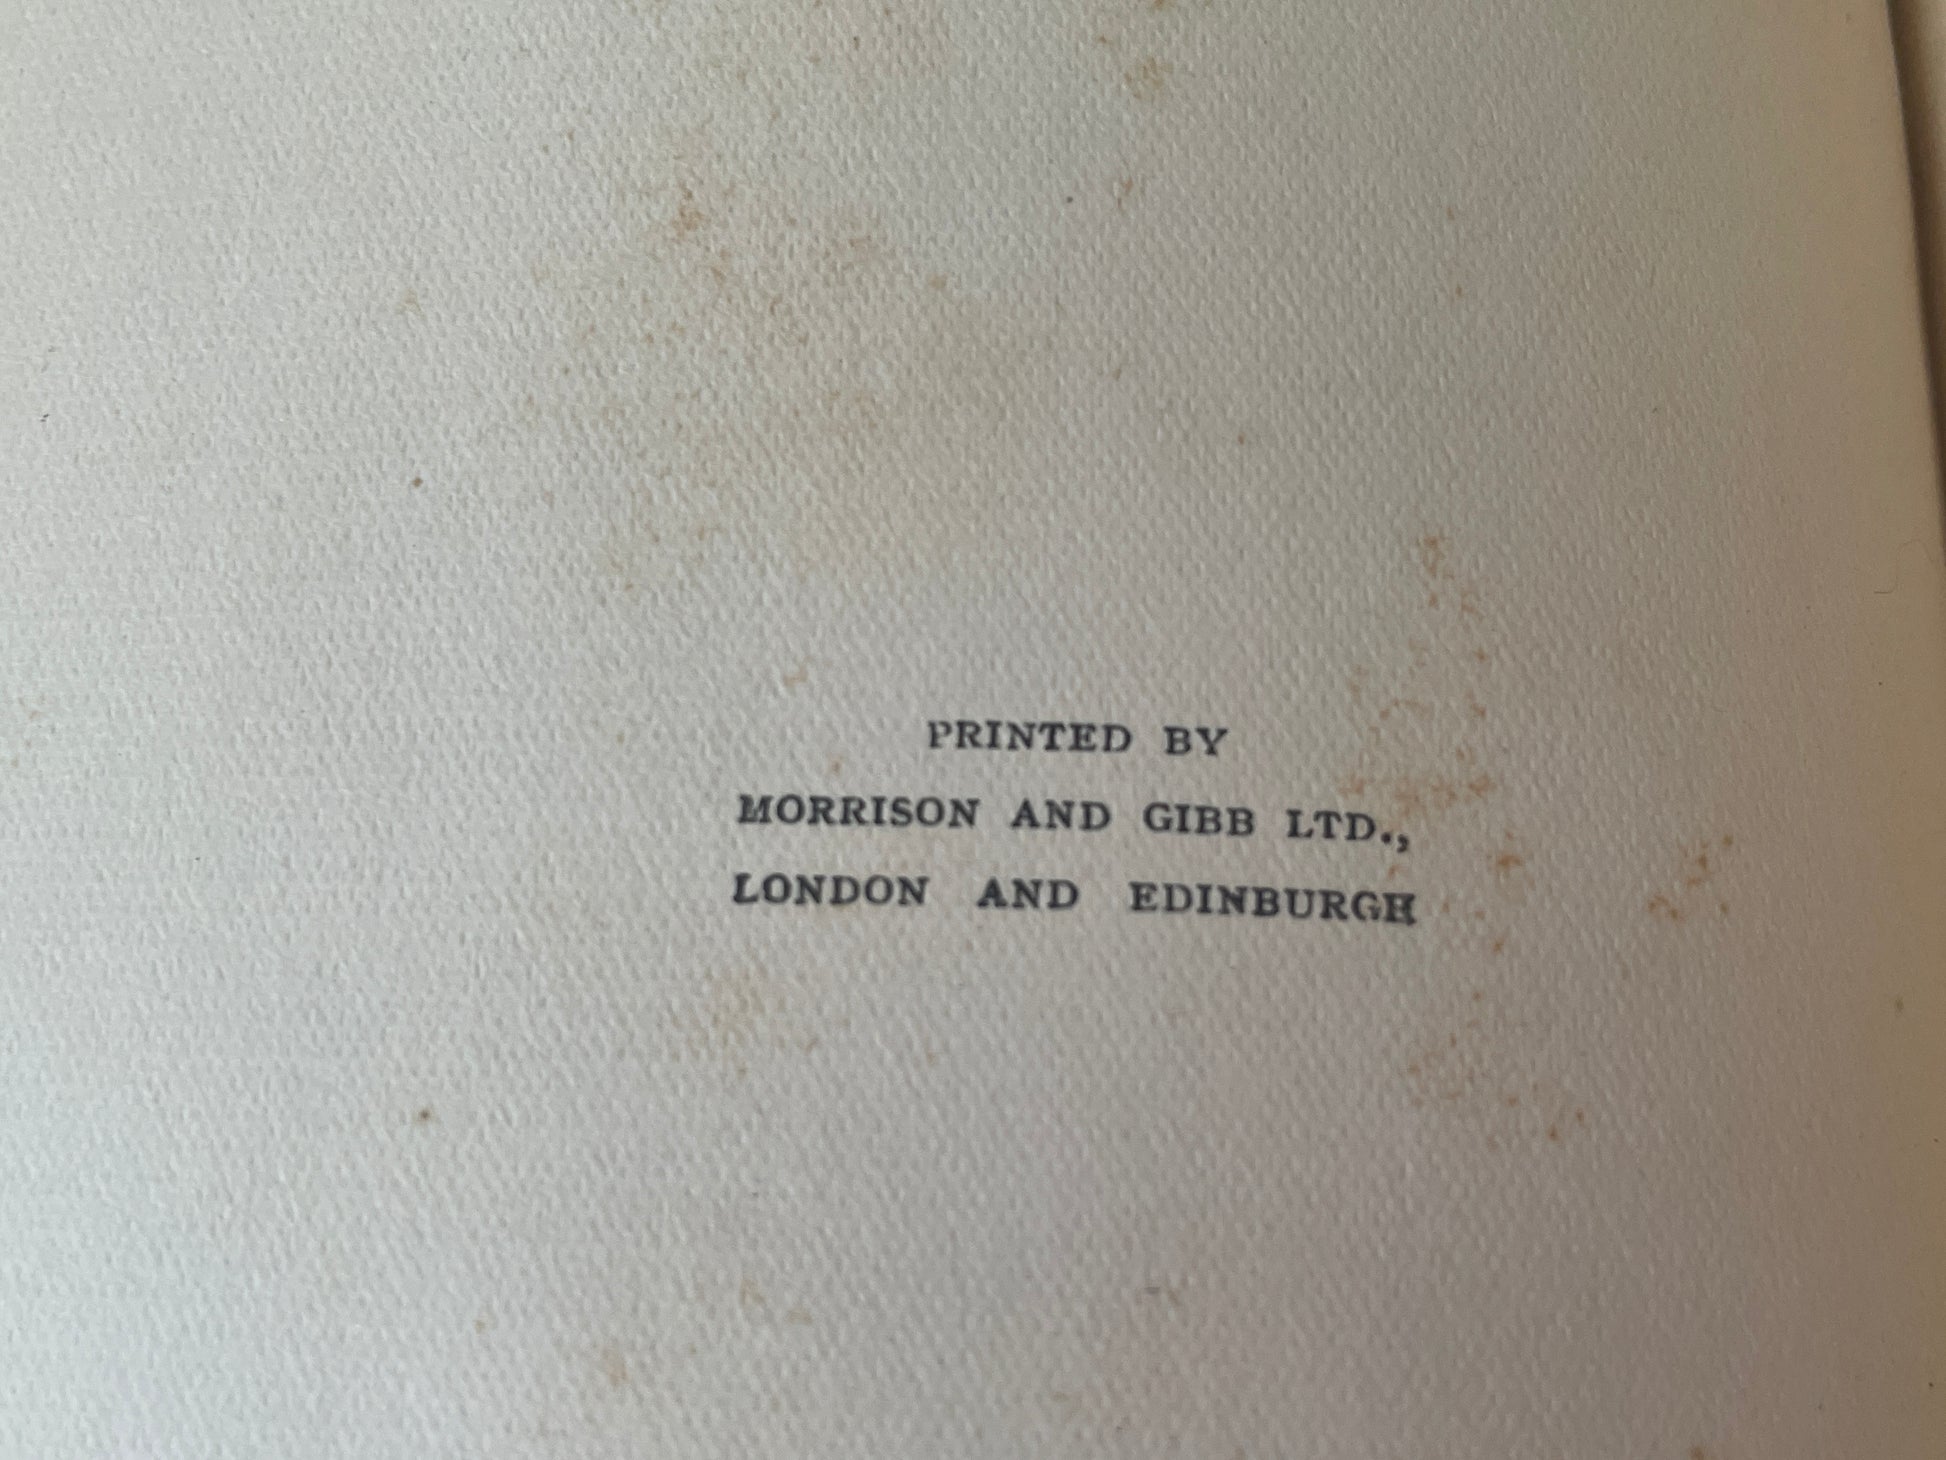 PRINTED BY
MORRISON AND GIBB LTD.,
LONDON AND EDINBURGH